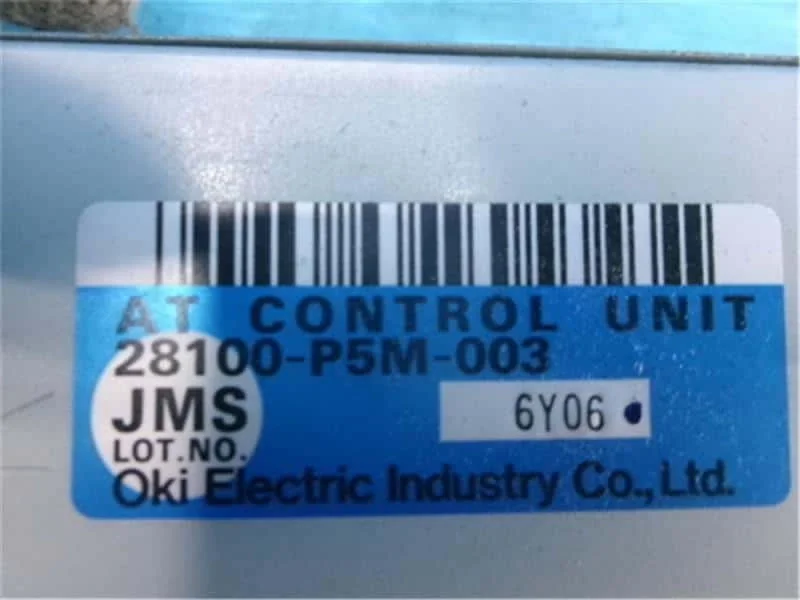 AT CONTROL UNIT
28100-P5M-003
JMS 6Y06
LOT.NO.
Oki Electric Industry Co.,Ltd.